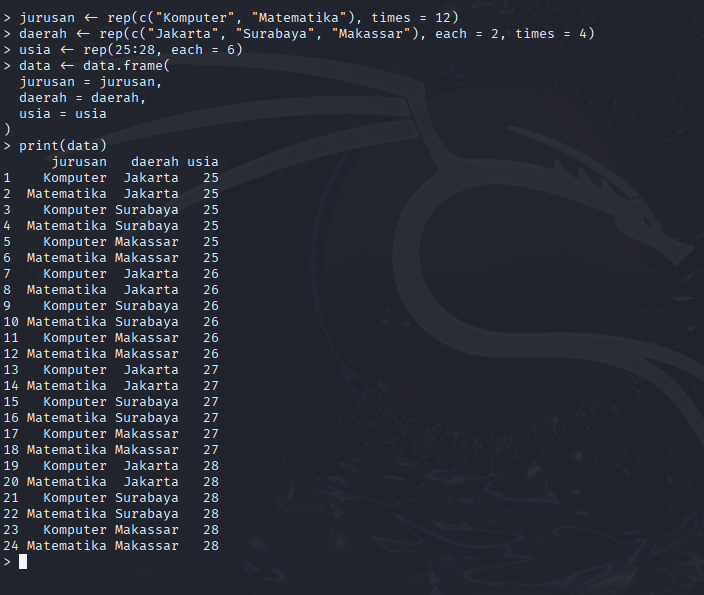 > jurusan <- rep(c("Komputer", "Matematika"), times = 12)
> daerah <- rep(c("Jakarta", "Surabaya", "Makassar"), each = 2, times = 4)
> usia <- rep(25:28, each = 6)
> data <- data.frame(
  jurusan = jurusan,
  daerah = daerah,
  usia = usia
)
> print(data)
      jurusan   daerah usia
1    Komputer  Jakarta   25
2  Matematika  Jakarta   25
3    Komputer Surabaya   25
4  Matematika Surabaya   25
5    Komputer Makassar   25
6  Matematika Makassar   25
7    Komputer  Jakarta   26
8  Matematika  Jakarta   26
9    Komputer Surabaya   26
10 Matematika Surabaya   26
11   Komputer Makassar   26
12 Matematika Makassar   26
13   Komputer  Jakarta   27
14 Matematika  Jakarta   27
15   Komputer Surabaya   27
16 Matematika Surabaya   27
17   Komputer Makassar   27
18 Matematika Makassar   27
19   Komputer  Jakarta   28
20 Matematika  Jakarta   28
21   Komputer Surabaya   28
22 Matematika Surabaya   28
23   Komputer Makassar   28
24 Matematika Makassar   28
>